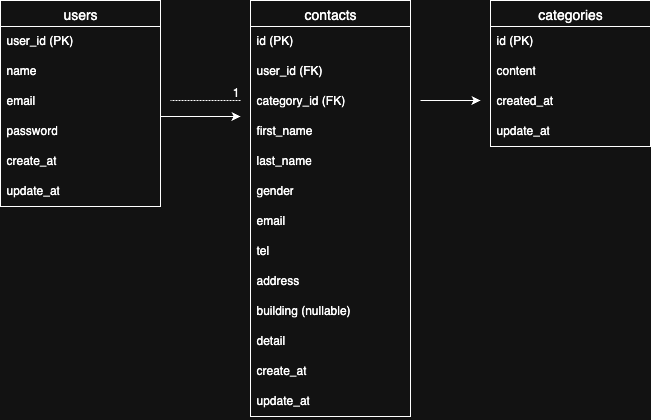 users
user_id (PK)
name
email
password
create_at
update_at
1
contacts
id (PK)
user_id (FK)
category_id (FK)
first_name
last_name
gender
email
tel
address
building (nullable)
detail
create_at
update_at
categories
id (PK)
content
created_at
update_at